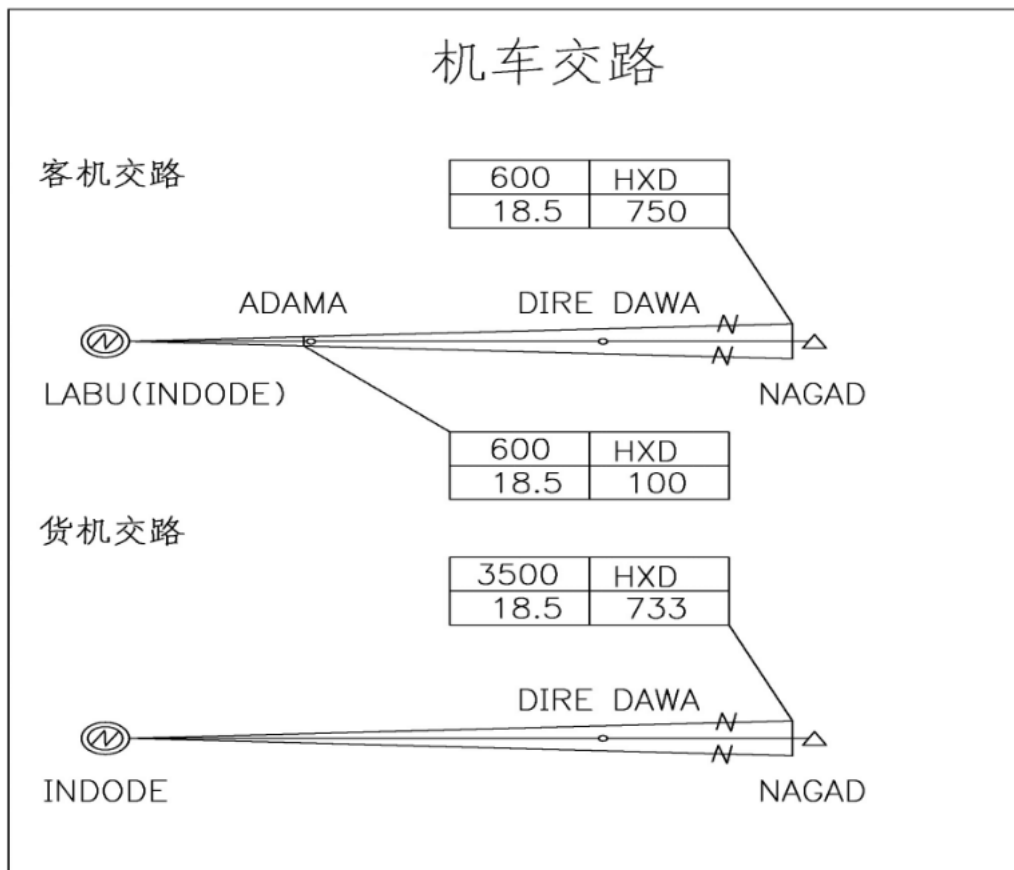 机车交路
客机交路
600 HXD
18.5 750
ADAMA DIRE DAWA N
N
N
LABU(INDODE) NAGAD
600 HXD
18.5 100
货机交路
3500 HXD
18.5 733
DIRE DAWA N
N
N
INDODE NAGAD